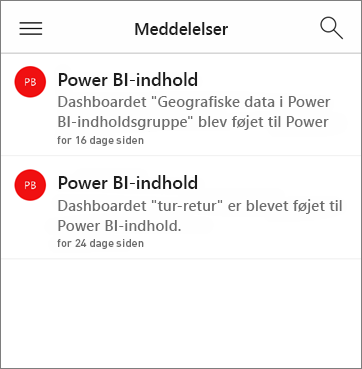 Meddelelser
PB
Power BI-indhold
Dashboardet "Geografiske data i Power
BI-indholdsgruppe" blev føjet til Power
for 16 dage siden
PB
Power BI-indhold
Dashboardet "tur-retur" er blevet føjet til
Power BI-indhold.
for 24 dage siden